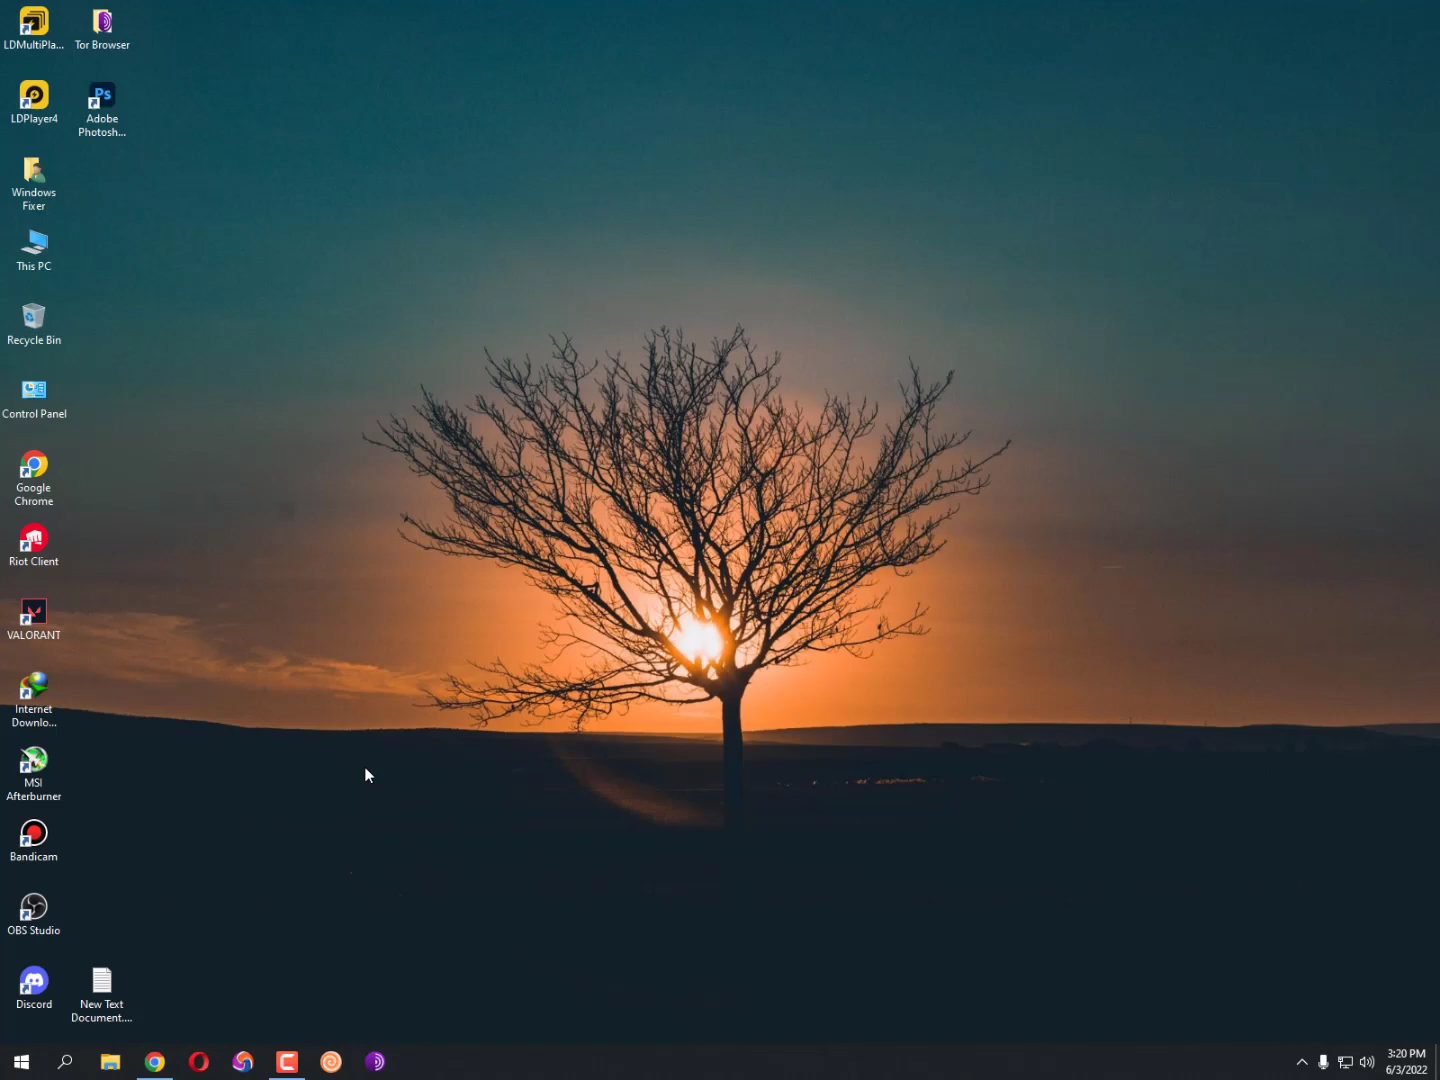 LDMultiPla...
Tor Browser
LDPlayer4
Ps
Adobe
Photosh...
Windows
Fixer
This PC
Recycle Bin
Control Panel
Google
Chrome
Riot Client
VALORANT
Internet
Downlo...
MSI
Afterburner
Bandicam
OBS Studio
Discord
New Text
Document....
3:20 PM
6/3/2022